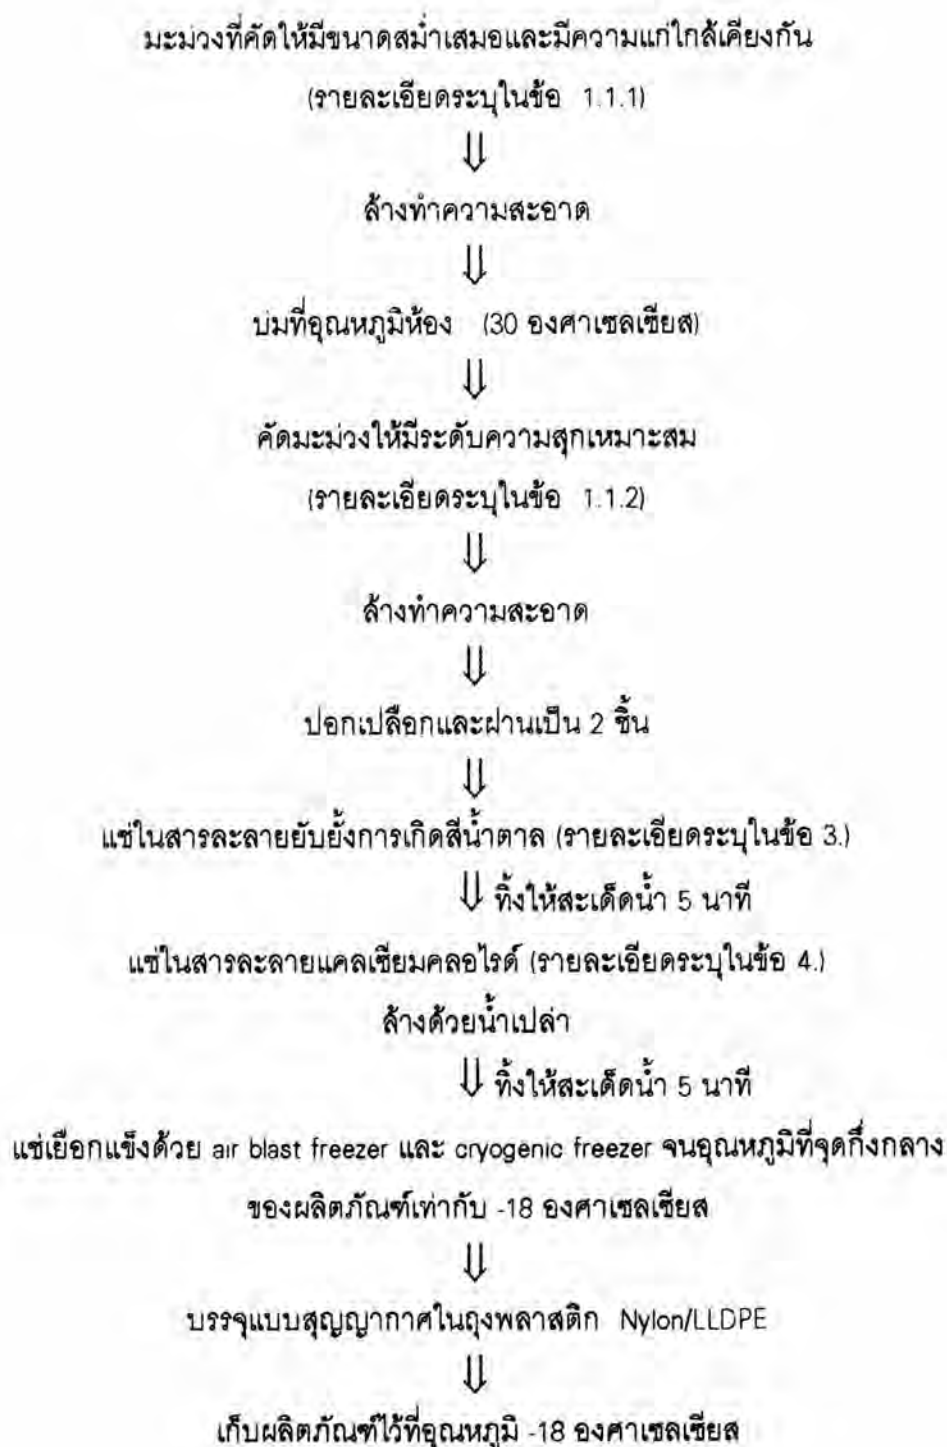 มะม่วงที่คัดให้มีขนาดสม่ำเสมอและมีความแก่ใกล้เคียงกัน
(รายละเอียดระบุในข้อ 1.1.1)
⇓
ล้างทำความสะอาด
⇓
บ่มที่อุณหภูมิห้อง (30 องศาเซลเซียส)
⇓
คัดมะม่วงให้มีระดับความสุกเหมาะสม
(รายละเอียดระบุในข้อ 1.1.2)
⇓
ล้างทำความสะอาด
⇓
ปอกเปลือกและฝานเป็น 2 ชิ้น
⇓
แช่ในสารละลายยับยั้งการเกิดสีน้ำตาล (รายละเอียดระบุในข้อ 3.)
⇓ ทิ้งให้สะเด็ดน้ำ 5 นาที
แช่ในสารละลายแคลเซียมคลอไรด์ (รายละเอียดระบุในข้อ 4.)
ล้างด้วยน้ำเปล่า
⇓ ทิ้งให้สะเด็ดน้ำ 5 นาที
แช่เยือกแข็งด้วย air blast freezer และ cryogenic freezer จนอุณหภูมิที่จุดกึ่งกลาง
ของผลิตภัณฑ์เท่ากับ -18 องศาเซลเซียส
⇓
บรรจุแบบสุญญากาศในถุงพลาสติก Nylon/LLDPE
⇓
เก็บผลิตภัณฑ์ไว้ที่อุณหภูมิ -18 องศาเซลเซียส